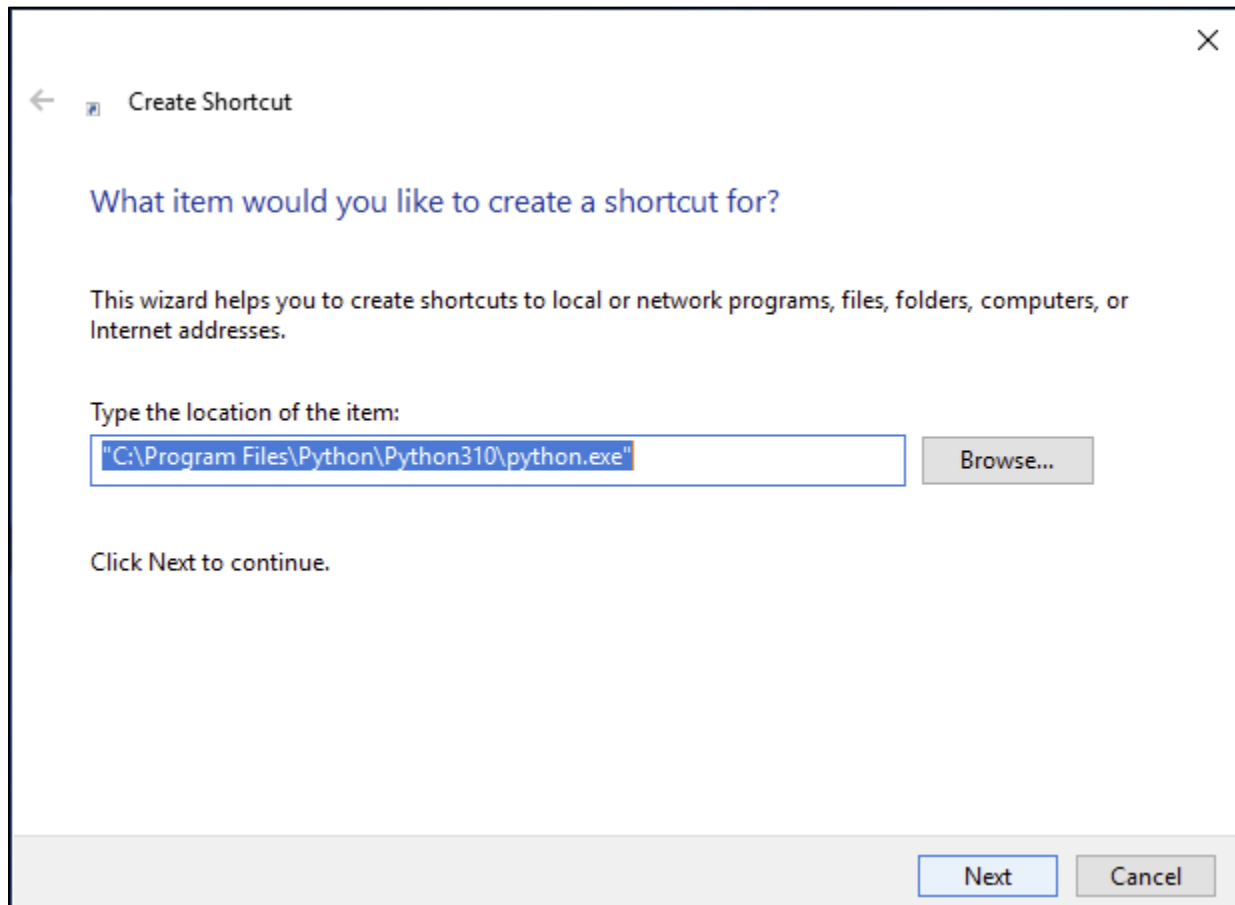 Create Shortcut
What item would you like to create a shortcut for?
This wizard helps you to create shortcuts to local or network programs, files, folders, computers, or
Internet addresses.
Type the location of the item:
"C:\Program Files\Python\Python310\python.exe"
Browse...
Click Next to continue.
Next
Cancel